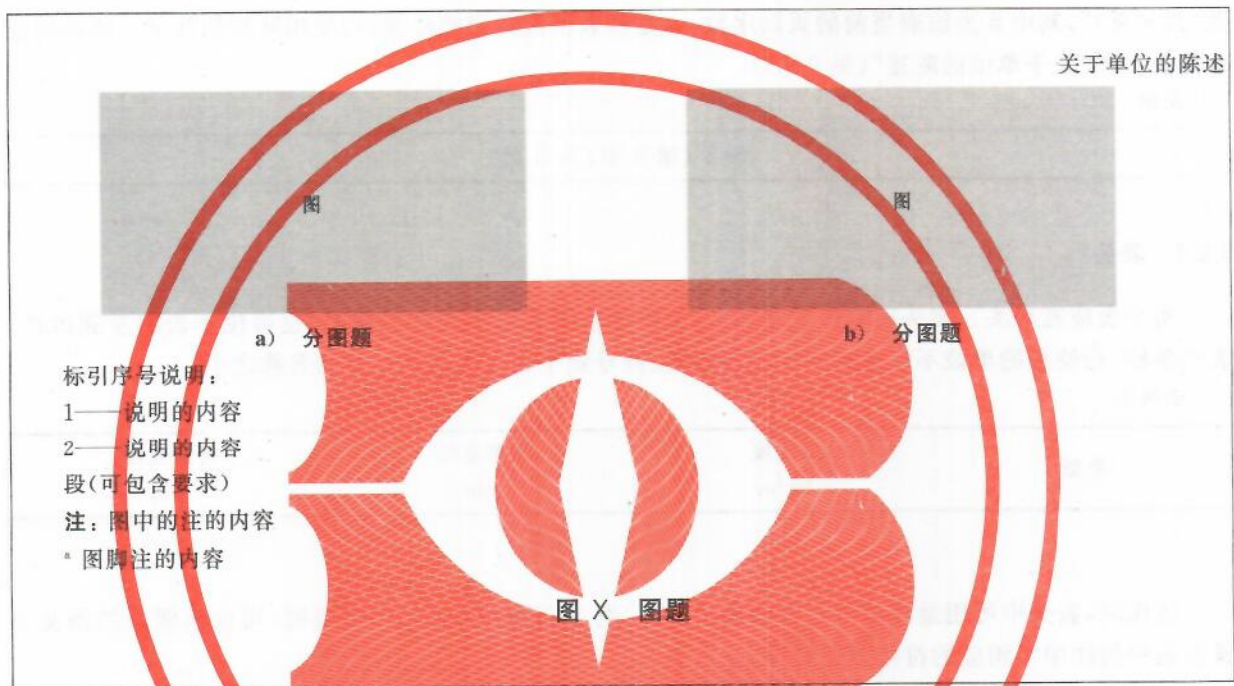 关于单位的陈述
图
图
a) 分图题
b) 分图题
标引序号说明：
1——说明的内容
2——说明的内容
段(可包含要求)
注：图中的注的内容
ᵃ 图脚注的内容
图 X 图题